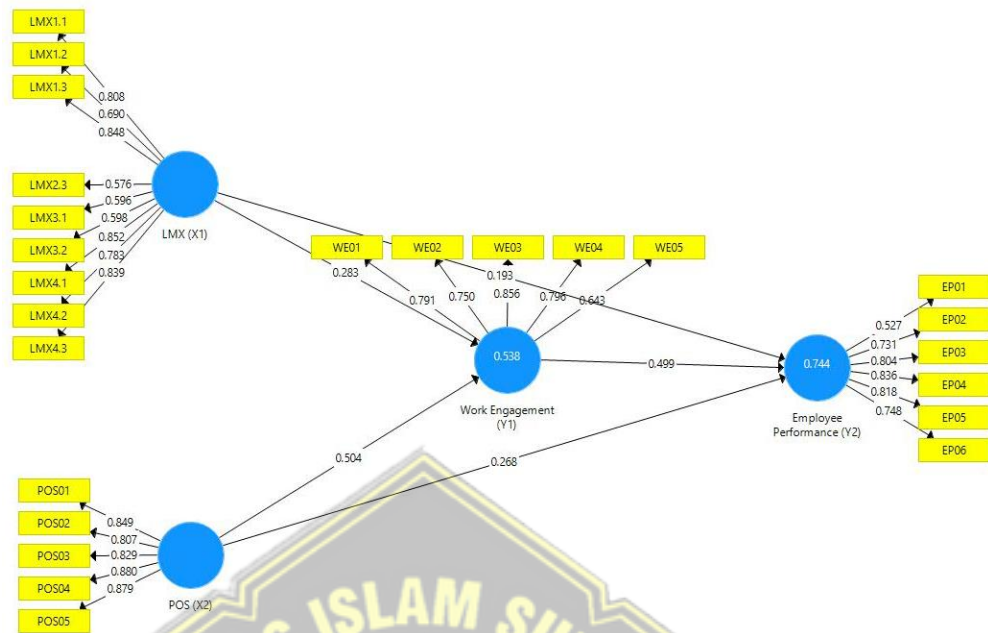 LMX1.1
LMX1.2
LMX1.3
0.808
0.690
0.848
LMX2.3
LMX3.1
LMX3.2
LMX4.1
LMX4.2
LMX4.3
0.576
0.596
0.598
0.852
0.783
0.839
LMX (X1)
0.283
0.193
WE01
WE02
WE03
WE04
WE05
0.791
0.750
0.856
0.796
0.643
0.538
Work Engagement
(Y1)
0.499
0.744
Employee
Performance (Y2)
EP01
EP02
EP03
EP04
EP05
EP06
0.527
0.731
0.804
0.836
0.818
0.748
0.504
0.268
POS01
POS02
POS03
POS04
POS05
0.849
0.807
0.829
0.880
0.879
POS (X2)
ISLAM